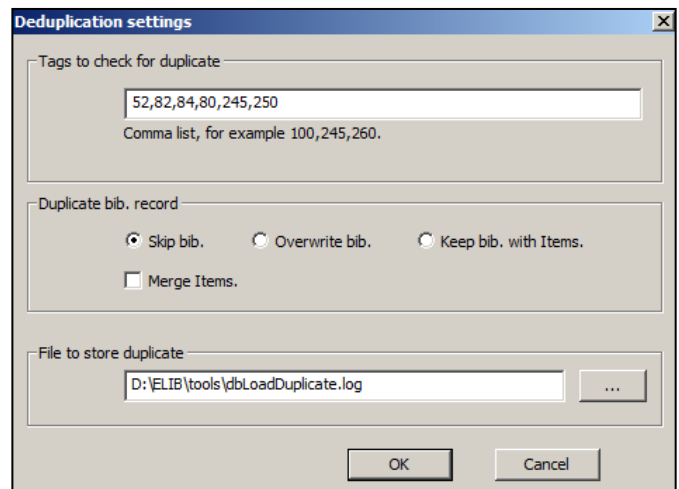 Deduplication settings
Tags to check for duplicate
52,82,84,80,245,250
Comma list, for example 100,245,260.
Duplicate bib. record
Skip bib. Overwrite bib. Keep bib. with Items.
Merge Items.
File to store duplicate
D:\ELIB\tools\dbLoadDuplicate.log ...
OK Cancel